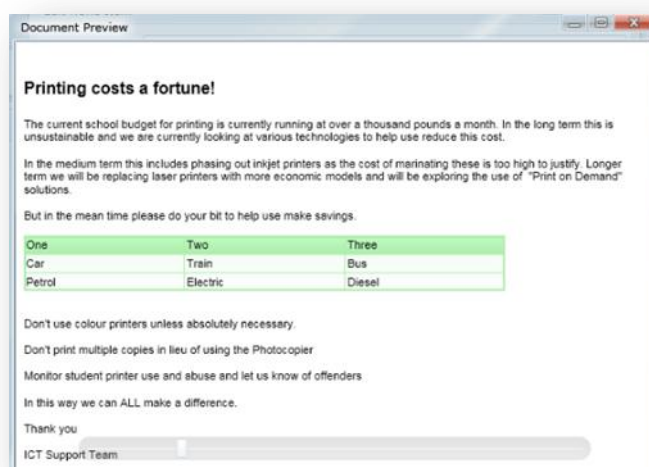 Document Preview
Printing costs a fortune!
The current school budget for printing is currently running at over a thousand pounds a month. In the long term this is
unsustainable and we are currently looking at various technologies to help use reduce this cost.
In the medium term this includes phasing out inkjet printers as the cost of marinating these is too high to justify. Longer
term we will be replacing laser printers with more economic models and will be exploring the use of "Print on Demand"
solutions.
But in the mean time please do your bit to help use make savings.
One Two Three
Car Train Bus
Petrol Electric Diesel
Don't use colour printers unless absolutely necessary.
Don't print multiple copies in lieu of using the Photocopier
Monitor student printer use and abuse and let us know of offenders
In this way we can ALL make a difference.
Thank you
ICT Support Team